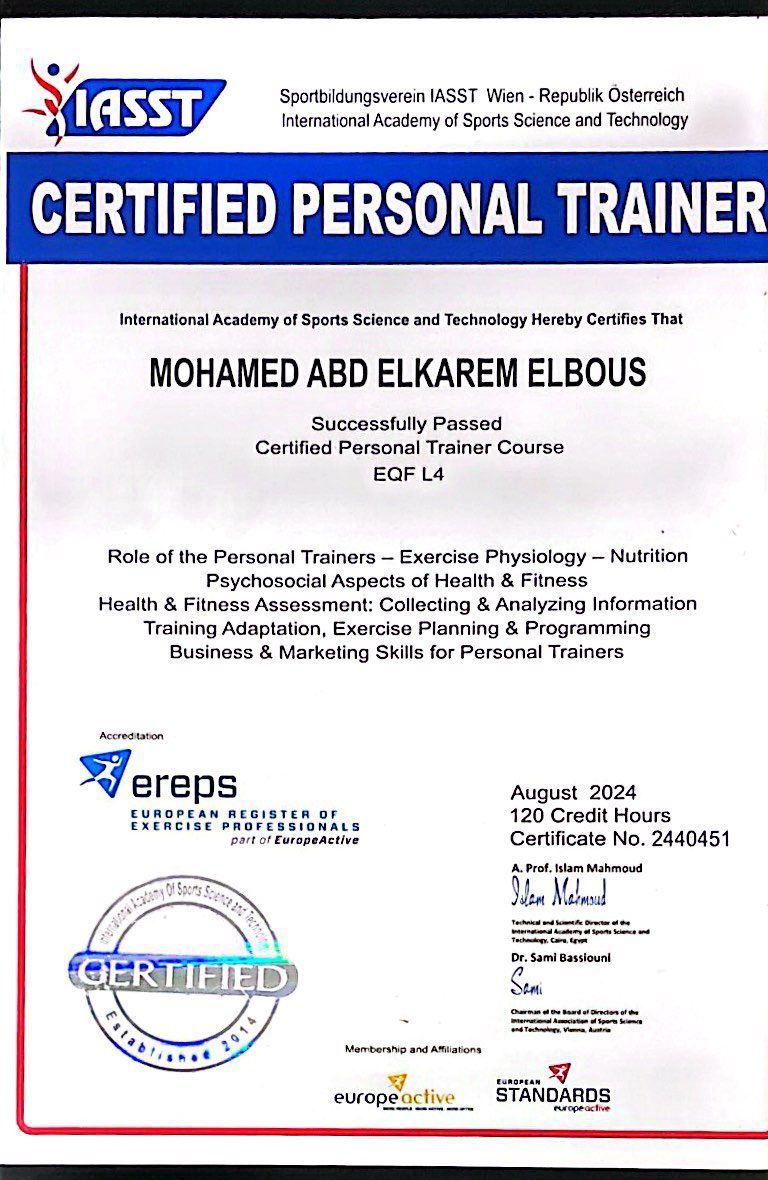 IASST
Sportbildungsverein IASST Wien - Republik Österreich
International Academy of Sports Science and Technology
CERTIFIED PERSONAL TRAINER
International Academy of Sports Science and Technology Hereby Certifies That
MOHAMED ABD ELKAREM ELBOUS
Successfully Passed
Certified Personal Trainer Course
EQF L4
Role of the Personal Trainers – Exercise Physiology – Nutrition
Psychosocial Aspects of Health & Fitness
Health & Fitness Assessment: Collecting & Analyzing Information
Training Adaptation, Exercise Planning & Programming
Business & Marketing Skills for Personal Trainers
Accreditation
ereps
EUROPEAN REGISTER OF
EXERCISE PROFESSIONALS
part of EuropeActive
August 2024
120 Credit Hours
Certificate No. 2440451
A. Prof. Islam Mahmoud
Islam Mahmoud
Technical and Scientific Director of the
International Academy of Sports Science and
Technology, Cairo, Egypt
Dr. Sami Bassiouni
Sami
Chairman of the Board of Directors of the
International Association of Sports Science
and Technology, Vienna, Austria
International Academy Of Sports Science and Technology
CERTIFIED
Established 2014
Membership and Affiliations
europeactive
EUROPEAN
STANDARDS
europeactive